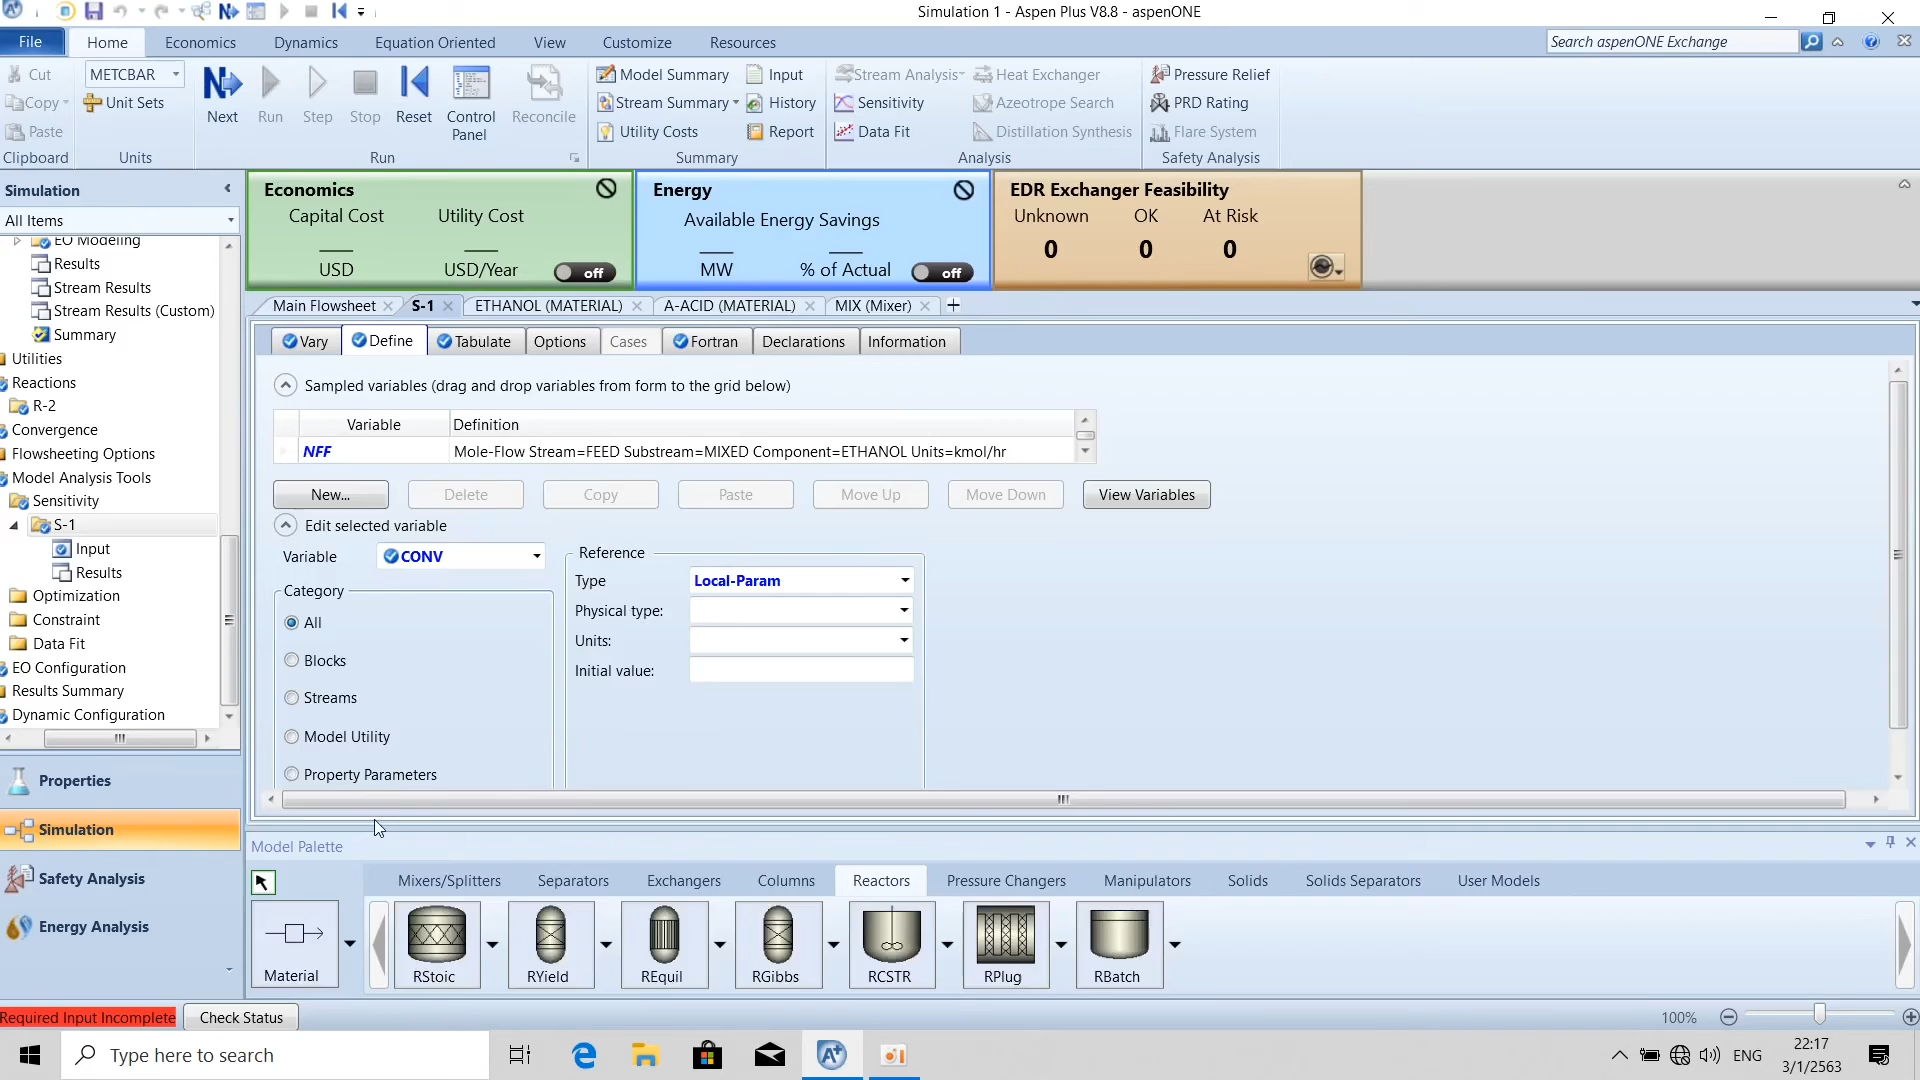 Simulation 1 - Aspen Plus V8.8 - aspenONE
File Home Economics Dynamics Equation Oriented View Customize Resources
Search aspenONE Exchange
Cut
Copy
Paste
Clipboard
METCBAR
Unit Sets
Units
Next Run Step Stop Reset Control Panel Reconcile
Run
Model Summary Input
Stream Summary History
Utility Costs Report
Summary
Stream Analysis Heat Exchanger
Sensitivity Azeotrope Search
Data Fit Distillation Synthesis
Analysis
Pressure Relief
PRD Rating
Flare System
Safety Analysis
Simulation
All Items
EO Modeling
Results
Stream Results
Stream Results (Custom)
Summary
Utilities
Reactions
R-2
Convergence
Flowsheeting Options
Model Analysis Tools
Sensitivity
S-1
Input
Results
Optimization
Constraint
Data Fit
EO Configuration
Results Summary
Dynamic Configuration
Properties
Simulation
Safety Analysis
Energy Analysis
Economics
Capital Cost Utility Cost
USD USD/Year off
Energy
Available Energy Savings
MW % of Actual off
EDR Exchanger Feasibility
Unknown OK At Risk
0 0 0
Main Flowsheet S-1 ETHANOL (MATERIAL) A-ACID (MATERIAL) MIX (Mixer)
Vary Define Tabulate Options Cases Fortran Declarations Information
Sampled variables (drag and drop variables from form to the grid below)
Variable Definition
NFF Mole-Flow Stream=FEED Substream=MIXED Component=ETHANOL Units=kmol/hr
New... Delete Copy Paste Move Up Move Down View Variables
Edit selected variable
Variable CONV
Category
All
Blocks
Streams
Model Utility
Property Parameters
Reference
Type Local-Param
Physical type:
Units:
Initial value:
Model Palette
Mixers/Splitters Separators Exchangers Columns Reactors Pressure Changers Manipulators Solids Solids Separators User Models
Material RStoic RYield REquil RGibbs RCSTR RPlug RBatch
Required Input Incomplete Check Status 100%
Type here to search
ENG
22:17
3/1/2563